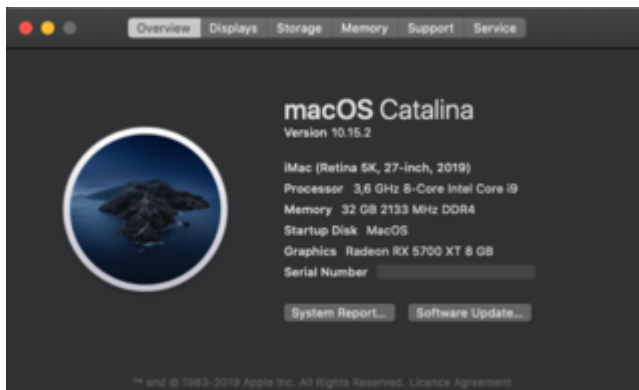 Overview Displays Storage Memory Support Service
macOS Catalina
Version 10.15.2
iMac (Retina 5K, 27-inch, 2019)
Processor 3,6 GHz 8-Core Intel Core i9
Memory 32 GB 2133 MHz DDR4
Startup Disk MacOS
Graphics Radeon RX 5700 XT 8 GB
Serial Number
System Report... Software Update...
™ and © 1983-2019 Apple Inc. All Rights Reserved. Licence Agreement